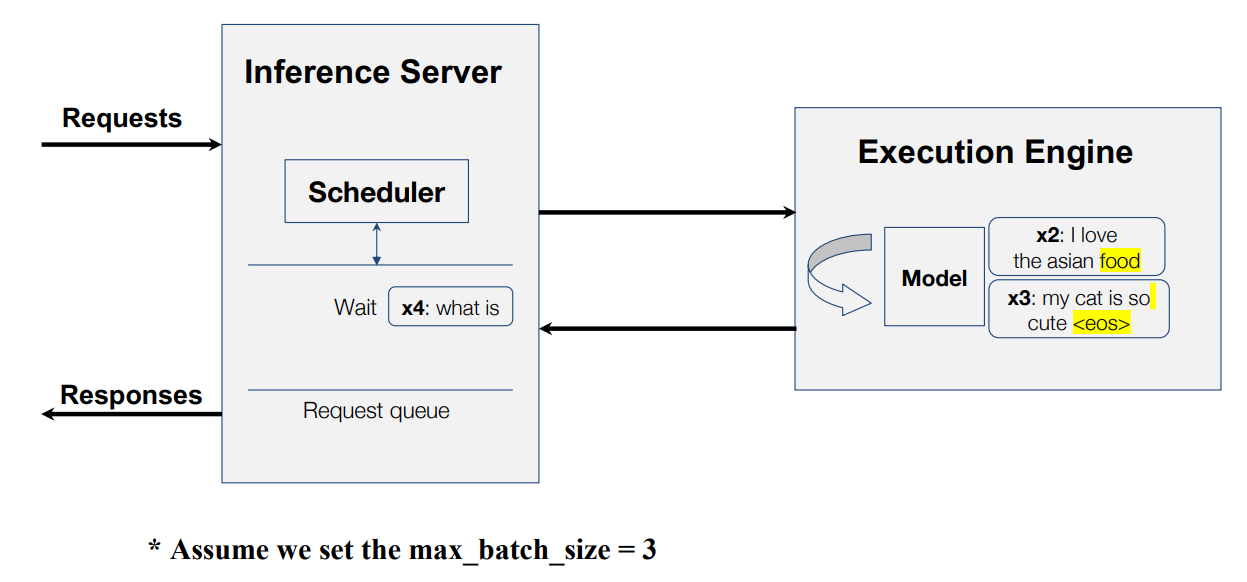 Inference Server
Requests
Scheduler
Wait
x4: what is
Request queue
Responses
Execution Engine
Model
x2: I love
the asian food
x3: my cat is so
cute <eos>
* Assume we set the max_batch_size = 3